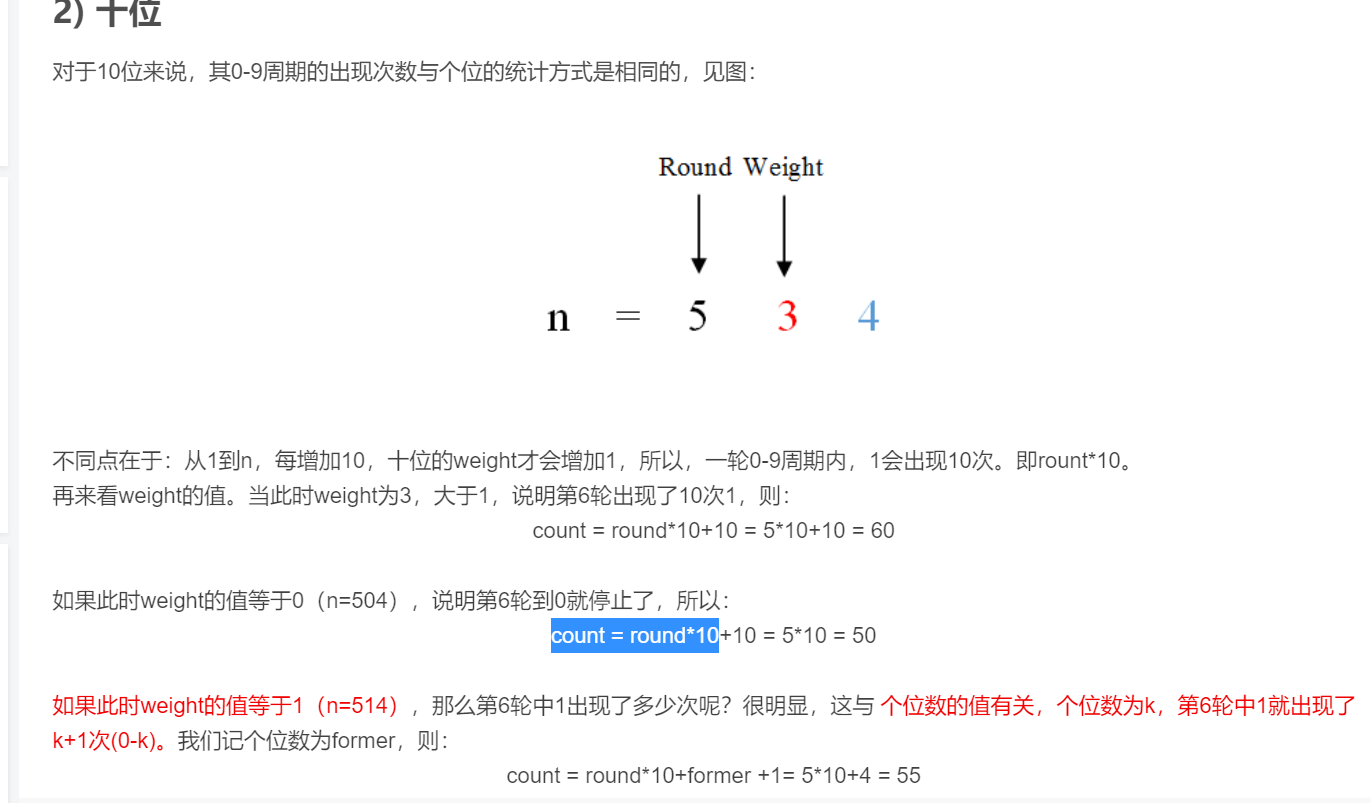 2) 十位
对于10位来说，其0-9周期的出现次数与个位的统计方式是相同的，见图：
Round Weight
n = 5 3 4
不同点在于：从1到n，每增加10，十位的weight才会增加1，所以，一轮0-9周期内，1会出现10次。即rount*10。
再来看weight的值。当此时weight为3，大于1，说明第6轮出现了10次1，则：
count = round*10+10 = 5*10+10 = 60
如果此时weight的值等于0（n=504），说明第6轮到0就停止了，所以：
count = round*10+10 = 5*10 = 50
如果此时weight的值等于1（n=514），那么第6轮中1出现了多少次呢？很明显，这与 个位数的值有关，个位数为k，第6轮中1就出现了
k+1次(0-k)。我们记个位数为former，则：
count = round*10+former +1= 5*10+4 = 55